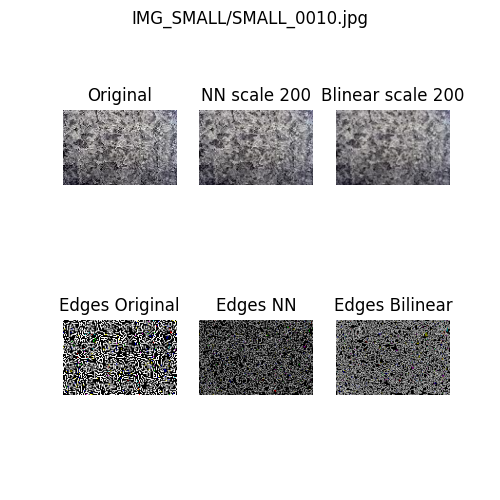 IMG_SMALL/SMALL_0010.jpg
Original
NN scale 200
Blinear scale 200
Edges Original
Edges NN
Edges Bilinear